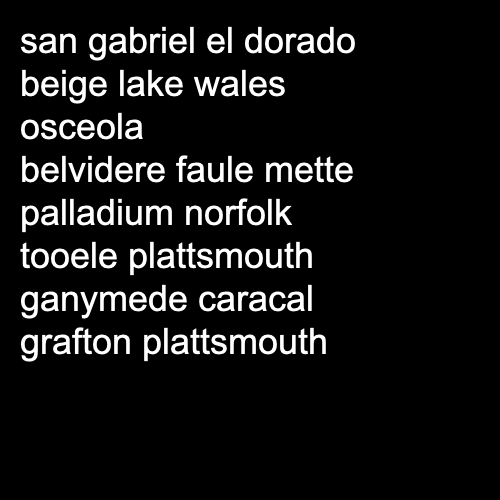 san gabriel el dorado
beige lake wales
osceola
belvidere faule mette
palladium norfolk
tooele plattsmouth
ganymede caracal
grafton plattsmouth